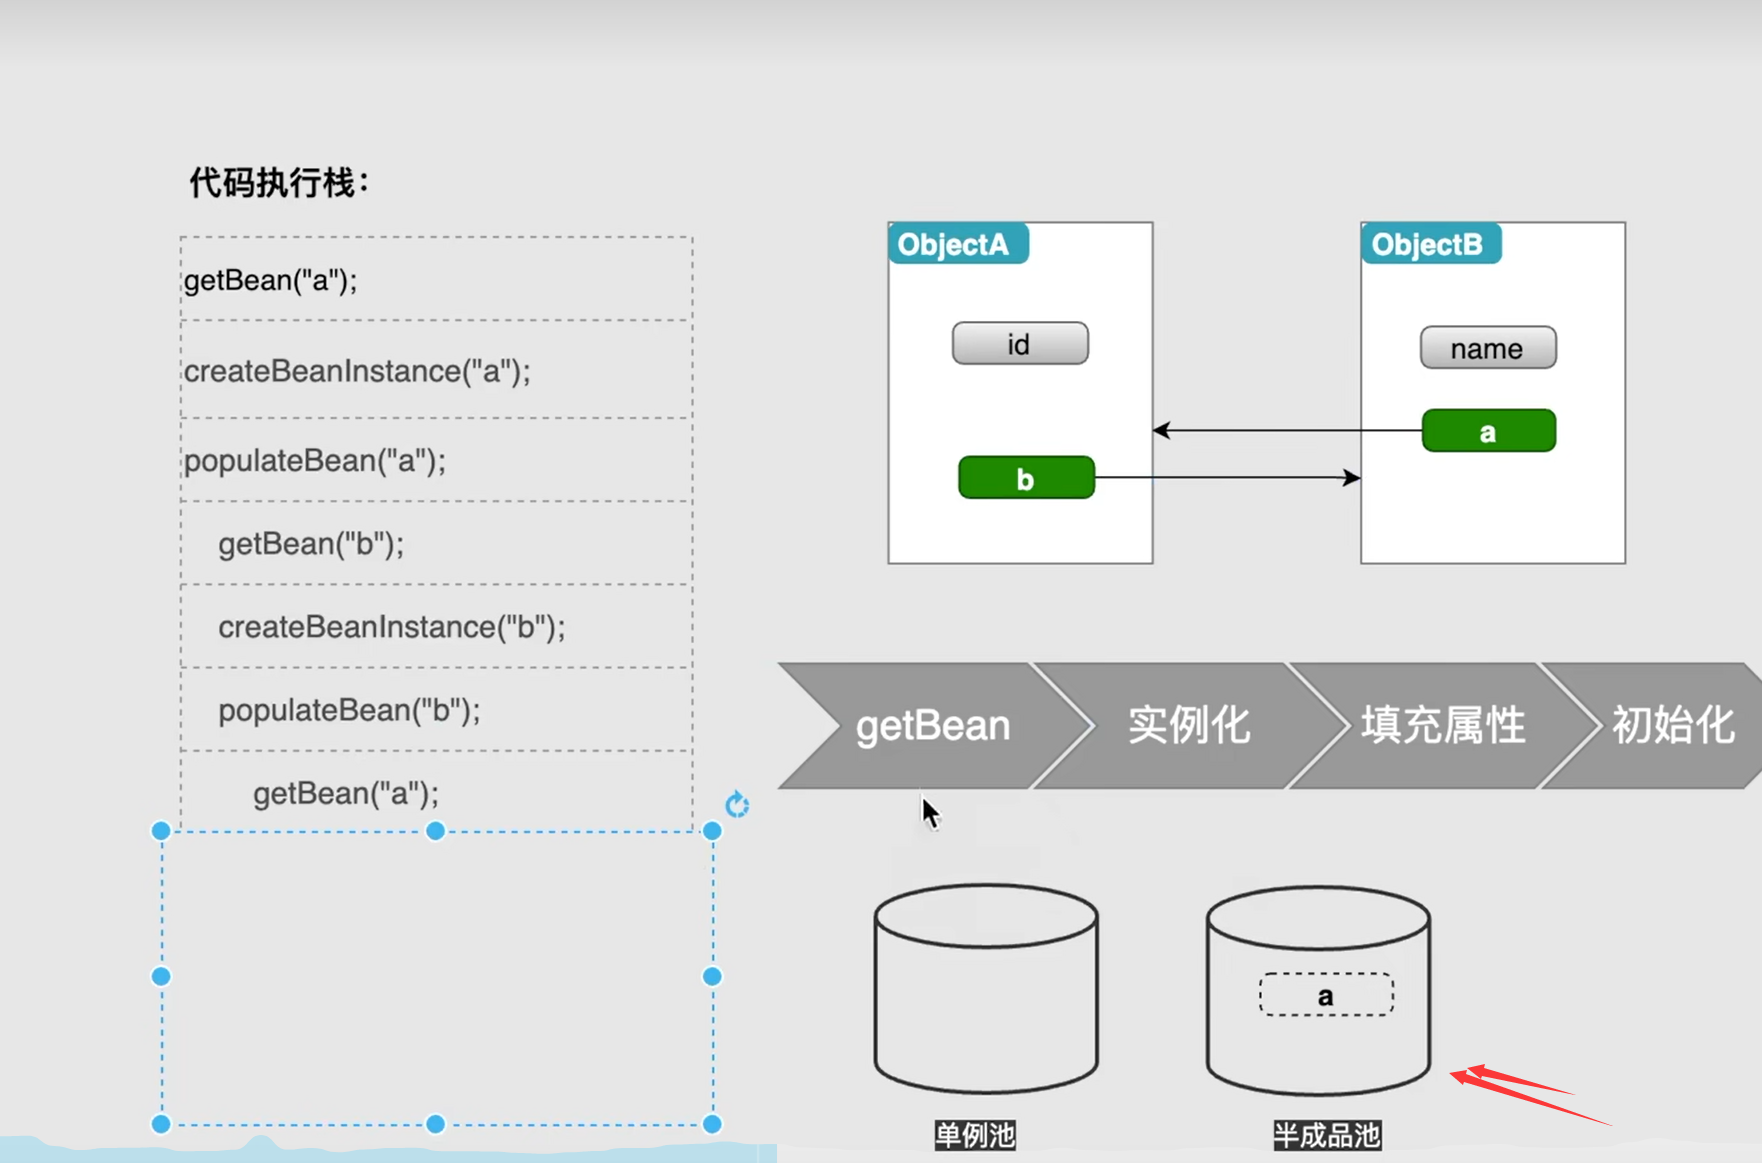 代码执行栈：
getBean("a");
createBeanInstance("a");
populateBean("a");
getBean("b");
createBeanInstance("b");
populateBean("b");
getBean("a");
ObjectA
id
b
ObjectB
name
a
getBean
实例化
填充属性
初始化
a
单例池
半成品池